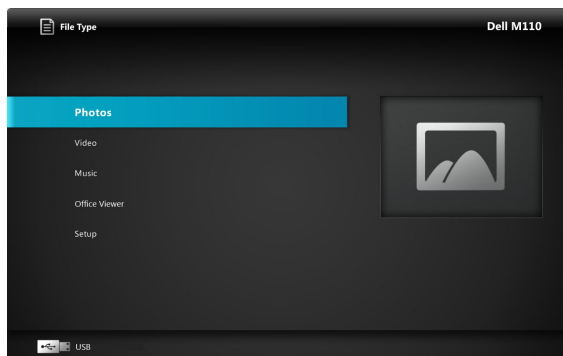 File Type
Dell M110
Photos
Video
Music
Office Viewer
Setup
USB